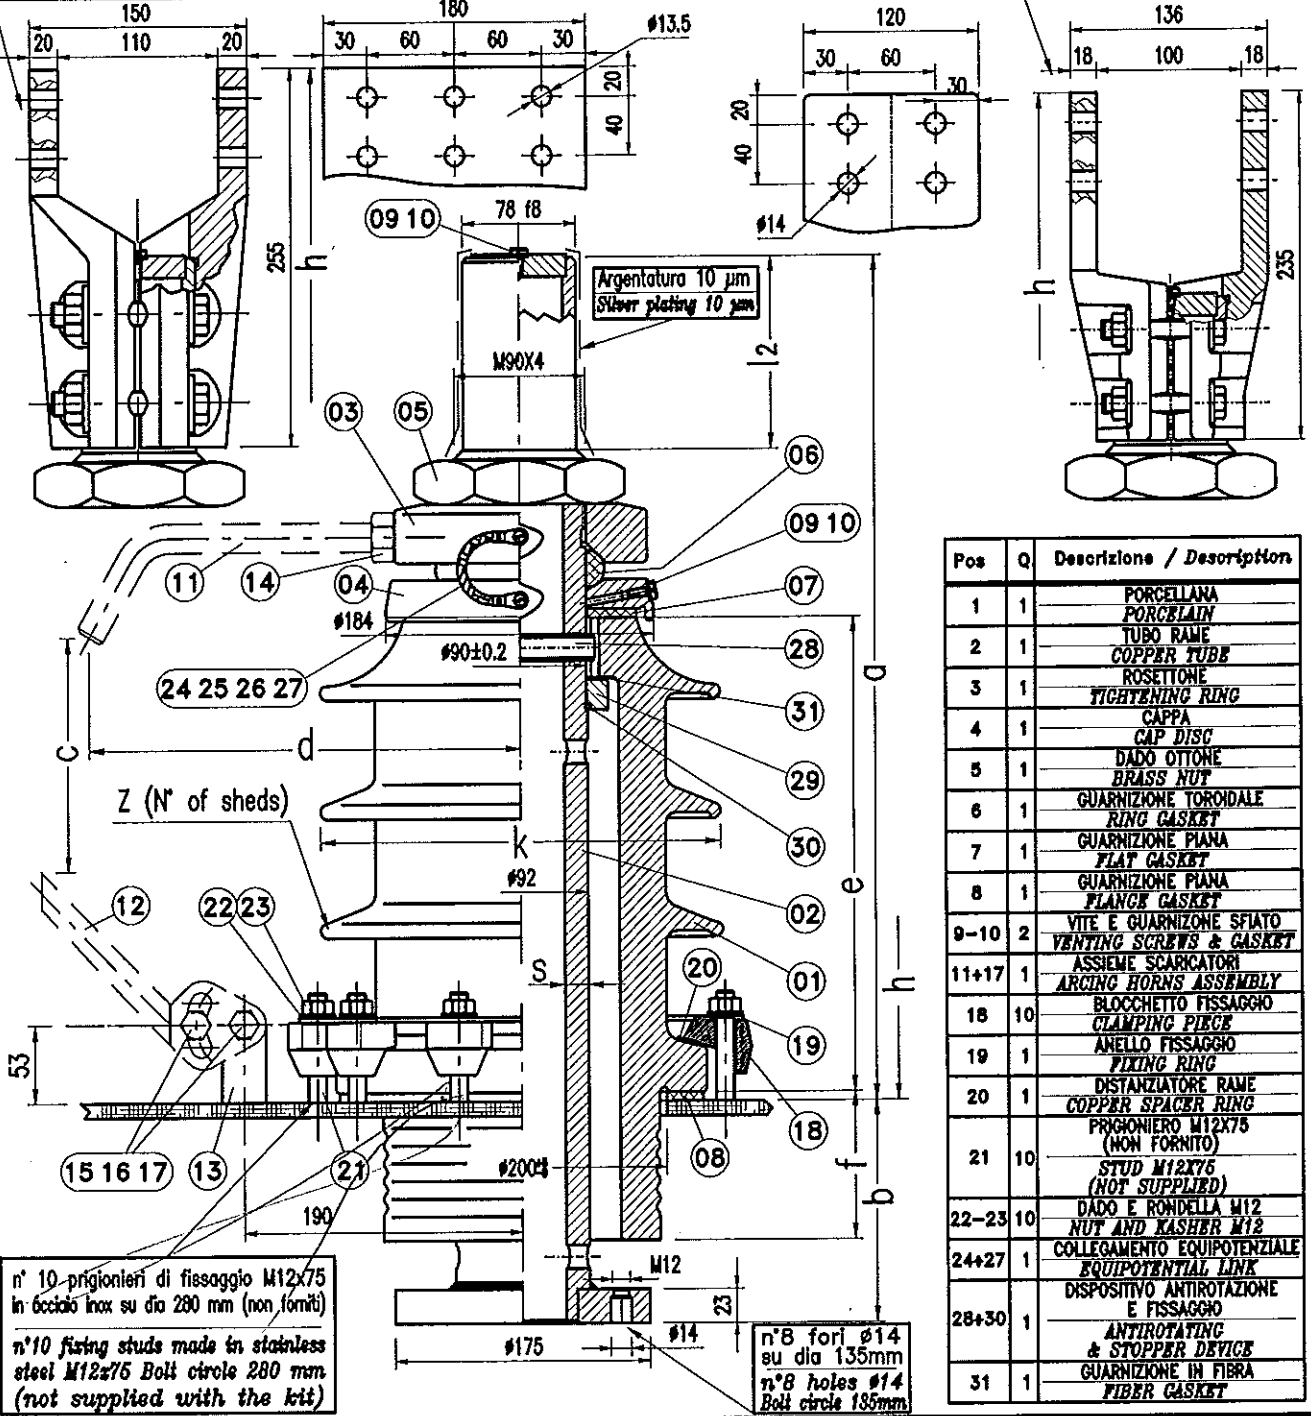 150
20 110 20
255
h
180
30 60 60 30
ø13.5
20
40
120
30 60
30
20
40
ø14
136
18 100 18
h
235
09 10
78 f8
Argentatura 10 µm
Silver plating 10 µm
M90X4
l2
03
05
06
09 10
11
14
04
07
ø184
ø90±0.2
28
24 25 26 27
31
a
c
d
29
Z (N° of sheds)
k
30
ø92
e
12
22 23
02
S
20
01
h
53
19
18
15 16 17
13
21
ø200
08
f
b
190
M12
23
ø14
ø175
n° 10 prigionieri di fissaggio M12x75
in acciaio inox su dia 280 mm (non forniti)
n°10 fixing studs made in stainless
steel M12x75 Bolt circle 280 mm
(not supplied with the kit)
n°8 fori ø14
su dia 135mm
n°8 holes ø14
Bolt circle 135mm
Pos Q. Descrizione / Description
1 1 PORCELLANA
PORCELAIN
2 1 TUBO RAME
COPPER TUBE
3 1 ROSETTONE
TIGHTENING RING
4 1 CAPPA
CAP DISC
5 1 DADO OTTONE
BRASS NUT
6 1 GUARNIZIONE TOROIDALE
RING GASKET
7 1 GUARNIZIONE PIANA
FLAT GASKET
8 1 GUARNIZIONE PIANA
FLANGE GASKET
9-10 2 VITE E GUARNIZONE SFIATO
VENTING SCREWS & GASKET
11+17 1 ASSIEME SCARICATORI
ARCING HORNS ASSEMBLY
18 10 BLOCCHETTO FISSAGGIO
CLAMPING PIECE
19 1 ANELLO FISSAGGIO
FIXING RING
20 1 DISTANZIATORE RAME
COPPER SPACER RING
21 10 PRIGIONIERO M12X75
(NON FORNITO)
STUD M12X75
(NOT SUPPLIED)
22-23 10 DADO E RONDELLA M12
NUT AND KASHER M12
24+27 1 COLLEGAMENTO EQUIPOTENZIALE
EQUIPOTENTIAL LINK
28+30 1 DISPOSITIVO ANTIROTAZIONE
E FISSAGGIO
ANTIROTATING
& STOPPER DEVICE
31 1 GUARNIZIONE IN FIBRA
FIBER GASKET